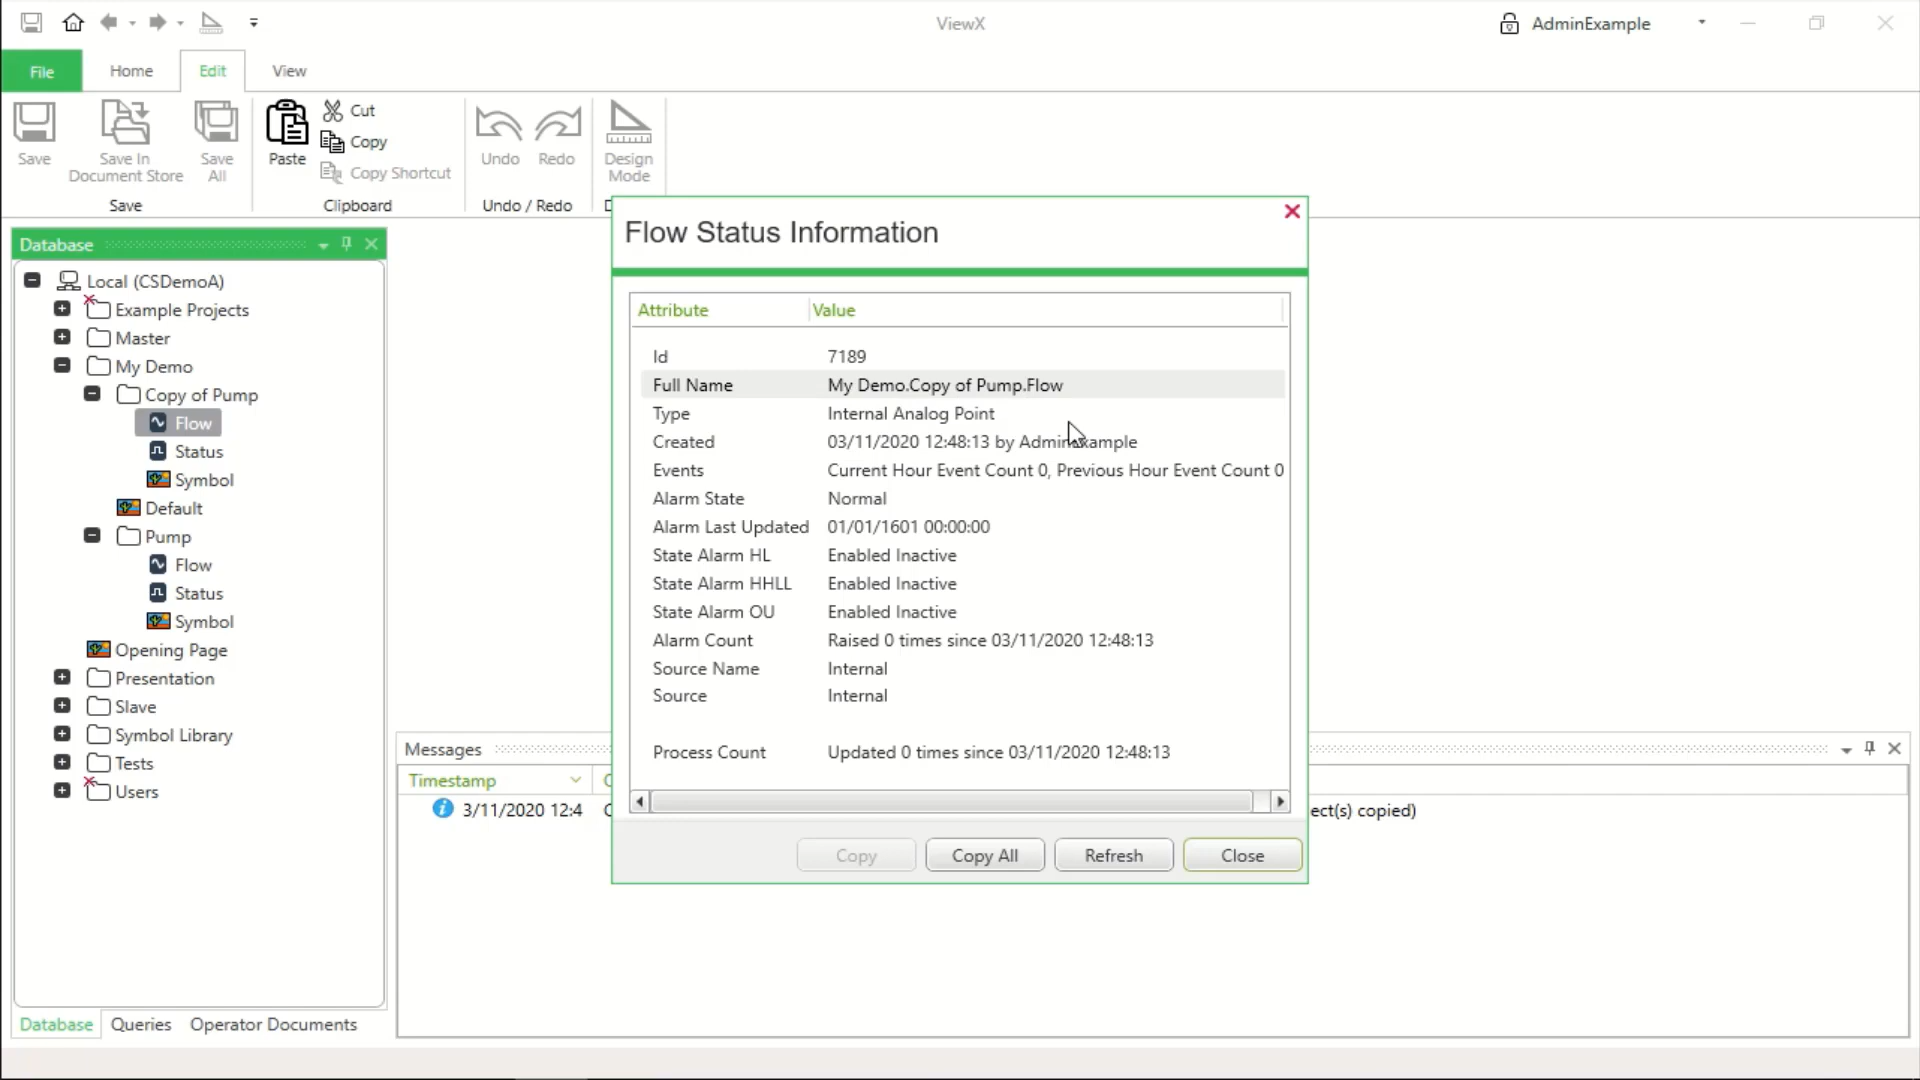 ViewX
AdminExample
File
Home
Edit
View
Save
Save In
Document Store
Save
All
Paste
Cut
Copy
Copy Shortcut
Undo
Redo
Design
Mode
Save
Clipboard
Undo / Redo
Database
Local (CSDemoA)
Example Projects
Master
My Demo
Copy of Pump
Flow
Status
Symbol
Default
Pump
Flow
Status
Symbol
Opening Page
Presentation
Slave
Symbol Library
Tests
Users
Database
Queries
Operator Documents
Flow Status Information
Attribute Value
Id 7189
Full Name My Demo.Copy of Pump.Flow
Type Internal Analog Point
Created 03/11/2020 12:48:13 by AdminExample
Events Current Hour Event Count 0, Previous Hour Event Count 0
Alarm State Normal
Alarm Last Updated 01/01/1601 00:00:00
State Alarm HL Enabled Inactive
State Alarm HHLL Enabled Inactive
State Alarm OU Enabled Inactive
Alarm Count Raised 0 times since 03/11/2020 12:48:13
Source Name Internal
Source Internal
Process Count Updated 0 times since 03/11/2020 12:48:13
Copy
Copy All
Refresh
Close
Messages
Timestamp
3/11/2020 12:4
ect(s) copied)